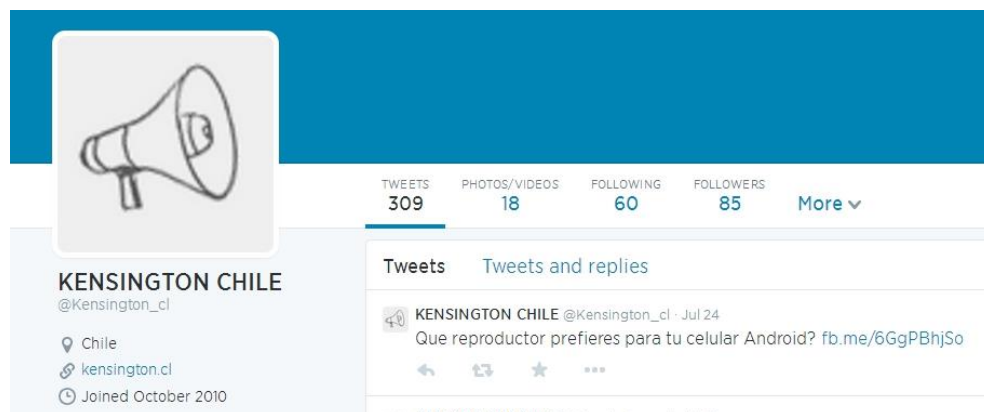 TWEETS PHOTOS/VIDEOS FOLLOWING FOLLOWERS
309 18 60 85 More
Tweets Tweets and replies
KENSINGTON CHILE
@Kensington_cl
Chile
kensington.cl
Joined October 2010
KENSINGTON CHILE @Kensington_cl · Jul 24
Que reproductor prefieres para tu celular Android? fb.me/6GgPBhjSo